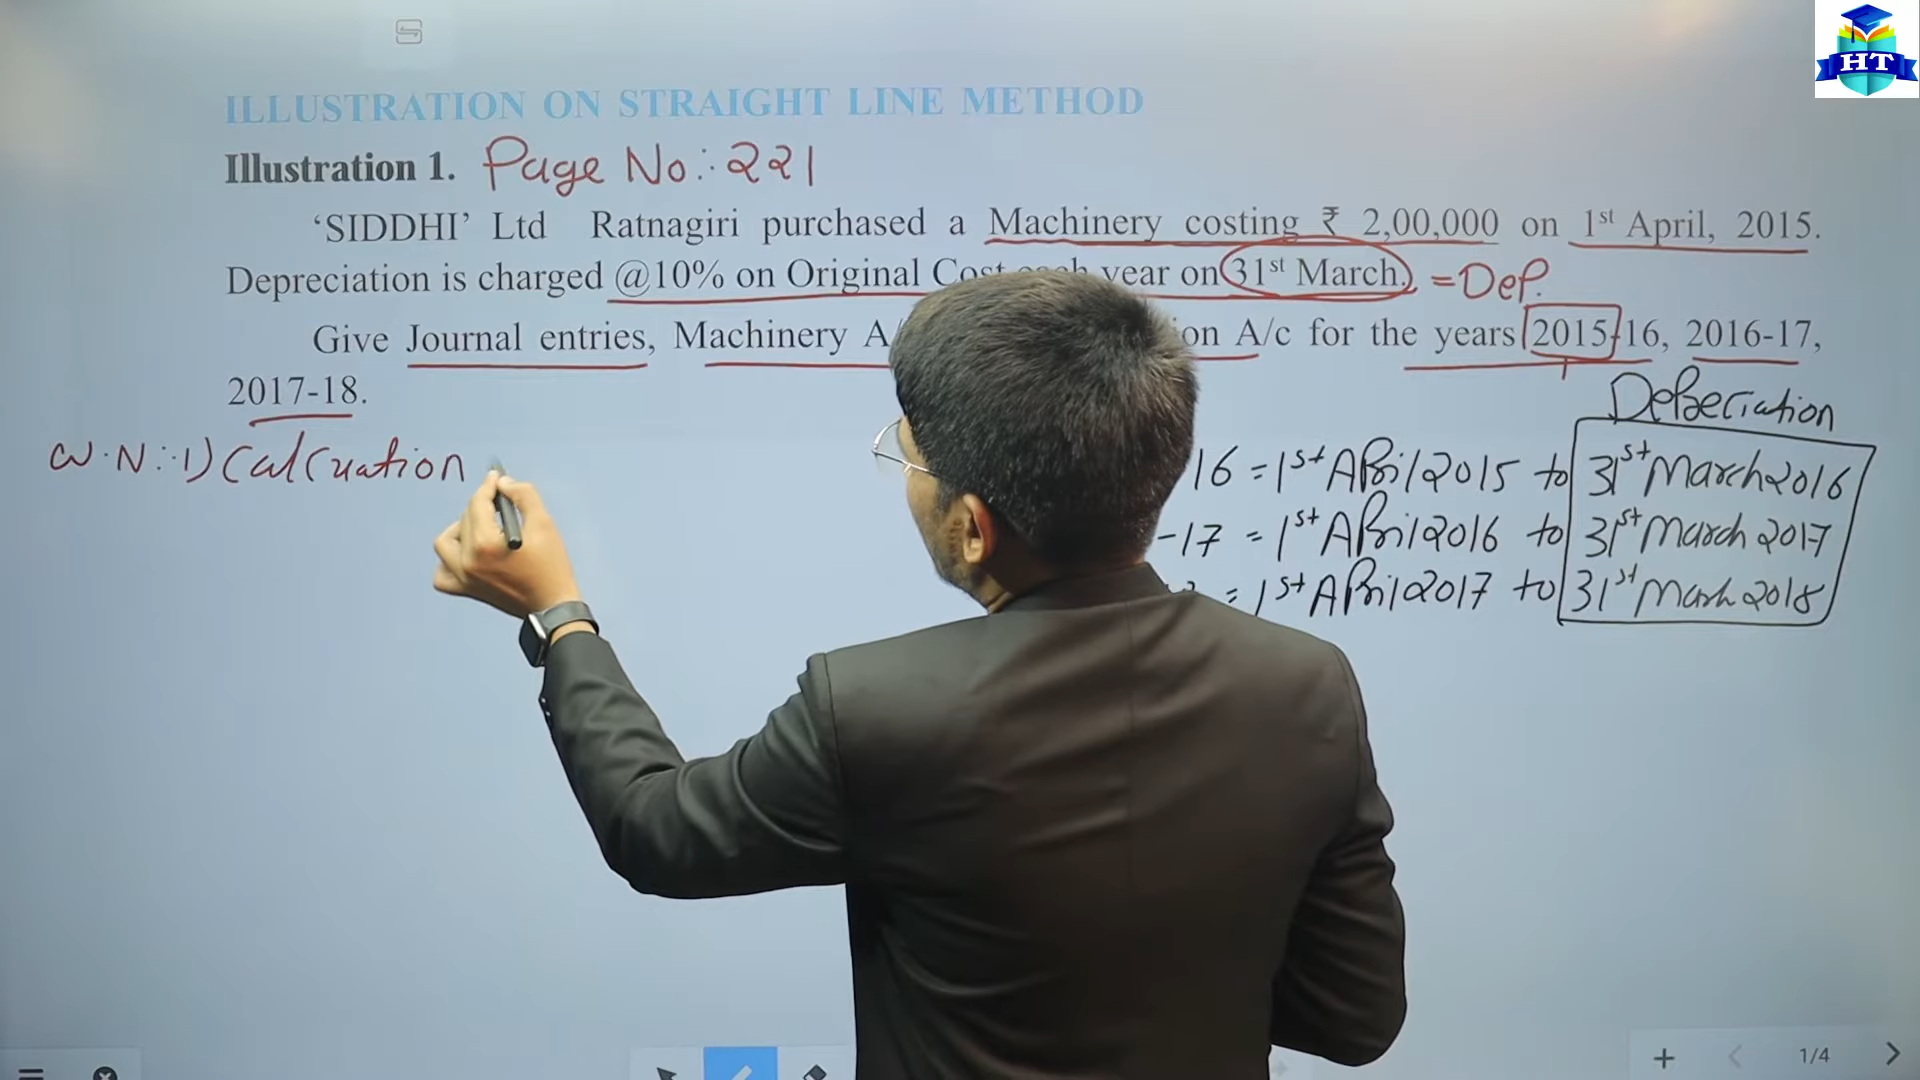 HT
ILLUSTRATION ON STRAIGHT LINE METHOD
Illustration 1. Page No:- 221
‘SIDDHI’ Ltd Ratnagiri purchased a Machinery costing ₹ 2,00,000 on 1st April, 2015.
Depreciation is charged @10% on Original Cost each year on 31st March. = Dep.
Give Journal entries, Machinery A/ on A/c for the years 2015-16, 2016-17,
2017-18.
Depreciation
W.N:-1) Calcuation
16 = 1st April 2015 to 31st March 2016
-17 = 1st April 2016 to 31st March 2017
= 1st April 2017 to 31st March 2018
1/4